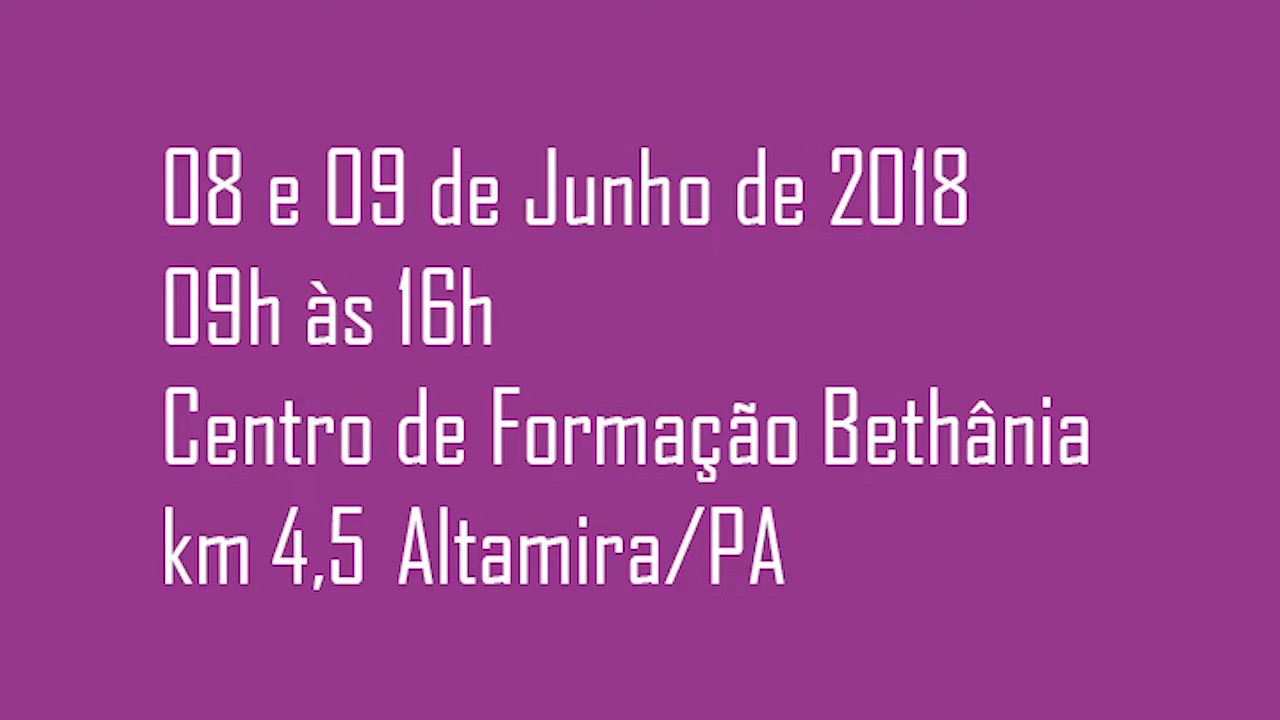 08 e 09 de Junho de 2018
09h às 16h
Centro de Formação Bethânia
km 4,5 Altamira/PA